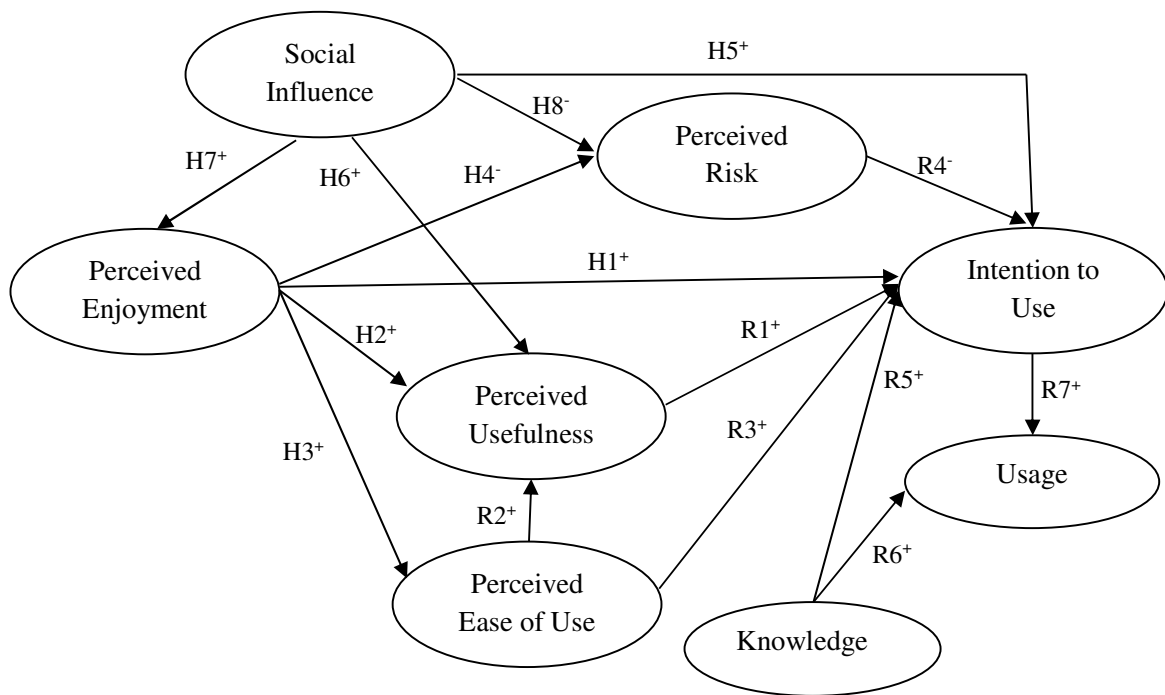 Social
Influence
H5⁺
H8⁻
Perceived
Risk
H7⁺
H6⁺
H4⁻
R4⁻
Perceived
Enjoyment
H1⁺
Intention to
Use
H2⁺
R1⁺
Perceived
Usefulness
R5⁺
R7⁺
H3⁺
R3⁺
Usage
R2⁺
R6⁺
Perceived
Ease of Use
Knowledge